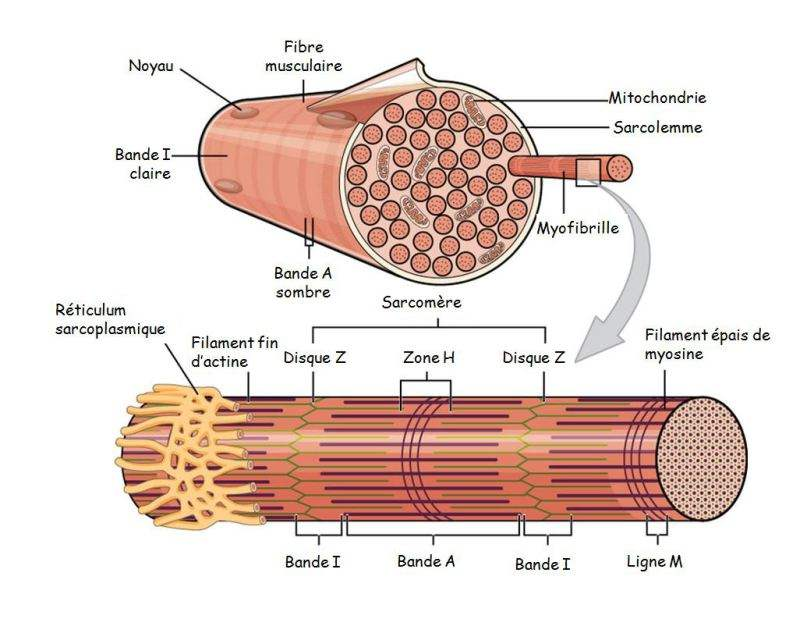 Fibre
musculaire
Noyau
Mitochondrie
Sarcolemme
Bande I
claire
Myofibrille
Bande A
sombre
Sarcomère
Réticulum
sarcoplasmique
Filament fin
d'actine
Disque Z
Zone H
Disque Z
Filament épais de
myosine
Bande I
Bande A
Bande I
Ligne M